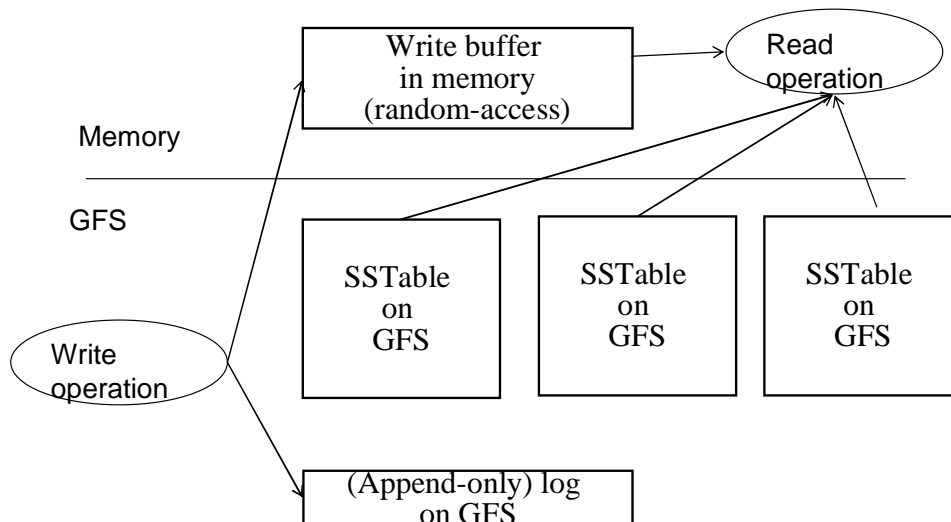 Write buffer
in memory
(random-access)
Read
operation
Memory
GFS
SSTable
on
GFS
SSTable
on
GFS
SSTable
on
GFS
Write
operation
(Append-only) log
on GFS